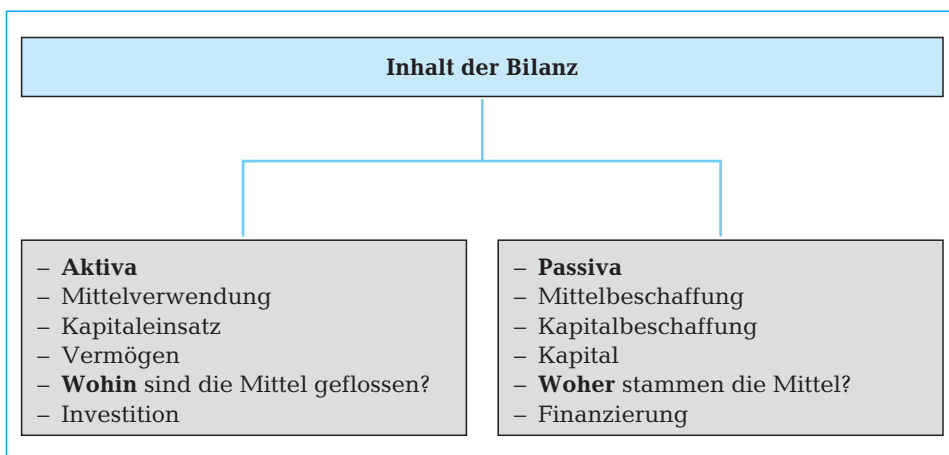 Inhalt der Bilanz
– Aktiva
– Mittelverwendung
– Kapitaleinsatz
– Vermögen
– Wohin sind die Mittel geflossen?
– Investition
– Passiva
– Mittelbeschaffung
– Kapitalbeschaffung
– Kapital
– Woher stammen die Mittel?
– Finanzierung